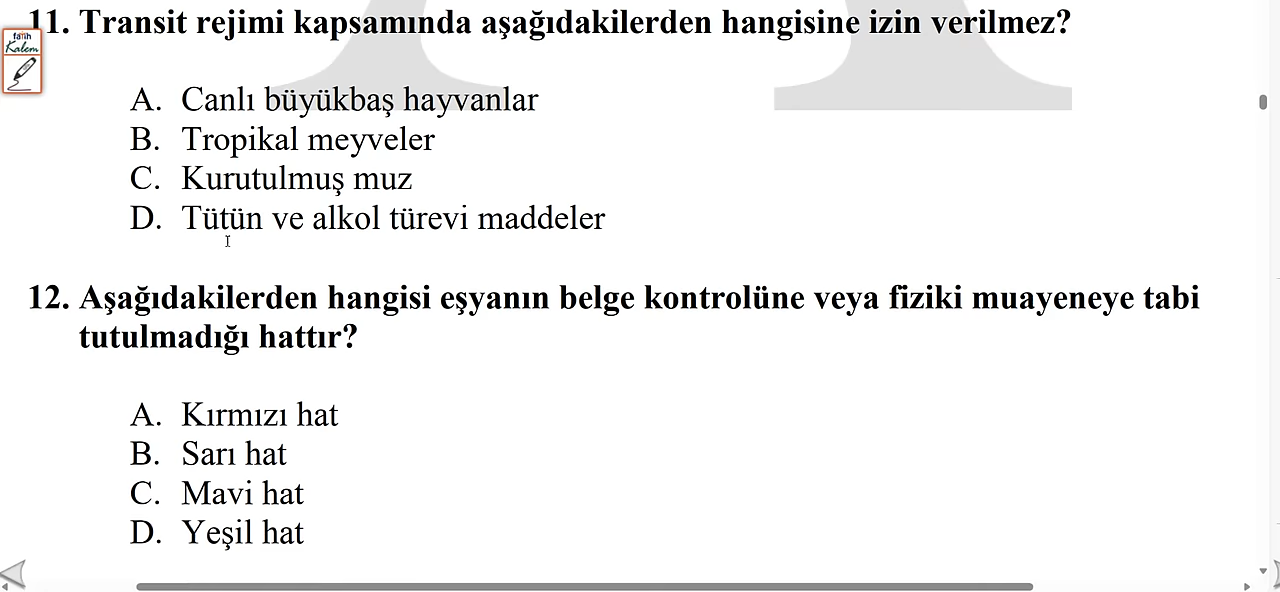 11. Transit rejimi kapsamında aşağıdakilerden hangisine izin verilmez?
fatih
Kalem
A. Canlı büyükbaş hayvanlar
B. Tropikal meyveler
C. Kurutulmuş muz
D. Tütün ve alkol türevi maddeler
12. Aşağıdakilerden hangisi eşyanın belge kontrolüne veya fiziki muayeneye tabi
tutulmadığı hattır?
A. Kırmızı hat
B. Sarı hat
C. Mavi hat
D. Yeşil hat